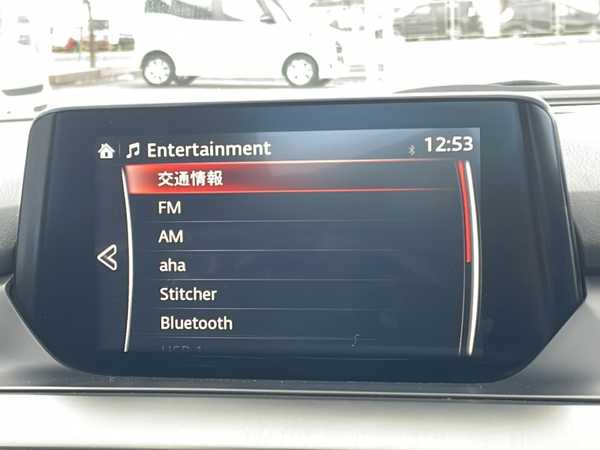 Entertainment 12:53
交通情報
FM
AM
aha
Stitcher
Bluetooth